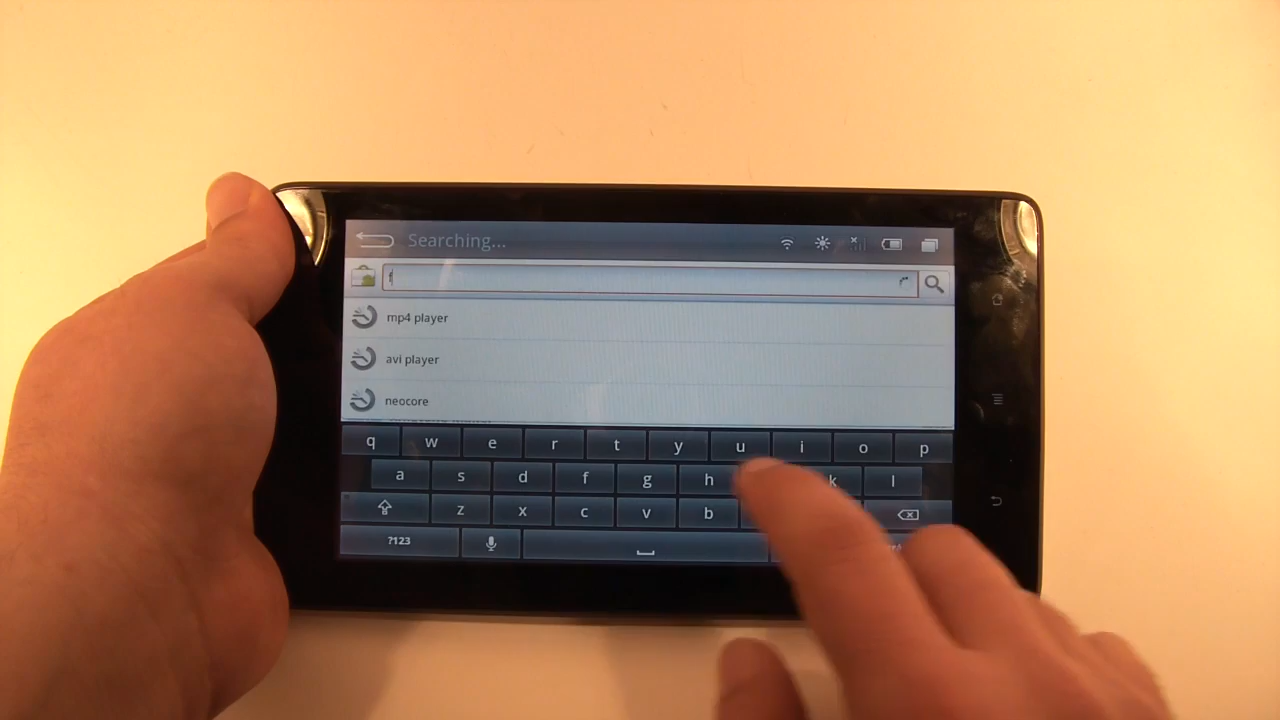 Searching...
f
mp4 player
avi player
neocore
q w e r t y u i o p
a s d f g h k l
z x c v b
?123